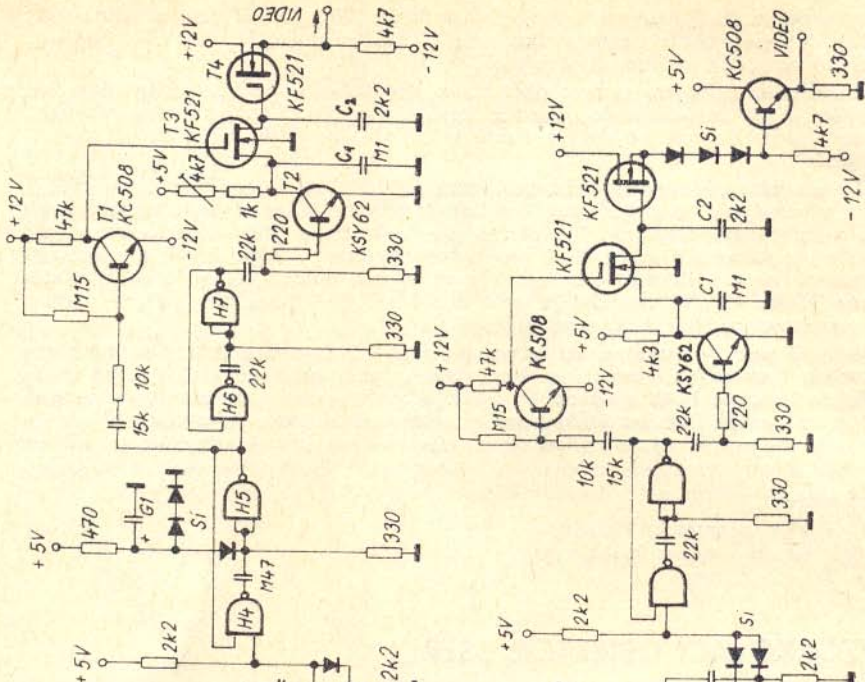 VIDEO
+12V
T4
KF521
4k7
-12V
T3
KF521
C2
2k2
C1
M1
+5V
4k7
1k
T2
KSY62
+12V
47k
T1
KC508
-12V
M15
220
22k
330
H7
330
10k
15k
22k
H6
H5
+5V
470
G1
+
Si
330
M47
H4
+5V
2k2
2k2
+5V
KC508
VIDEO
330
+12V
Si
4k7
-12V
KF521
KF521
C2
2k2
C1
M1
+12V
47k
KC508
-12V
M15
+5V
4k3
KSY62
22k
220
330
10k
15k
330
22k
+5V
2k2
Si
2k2